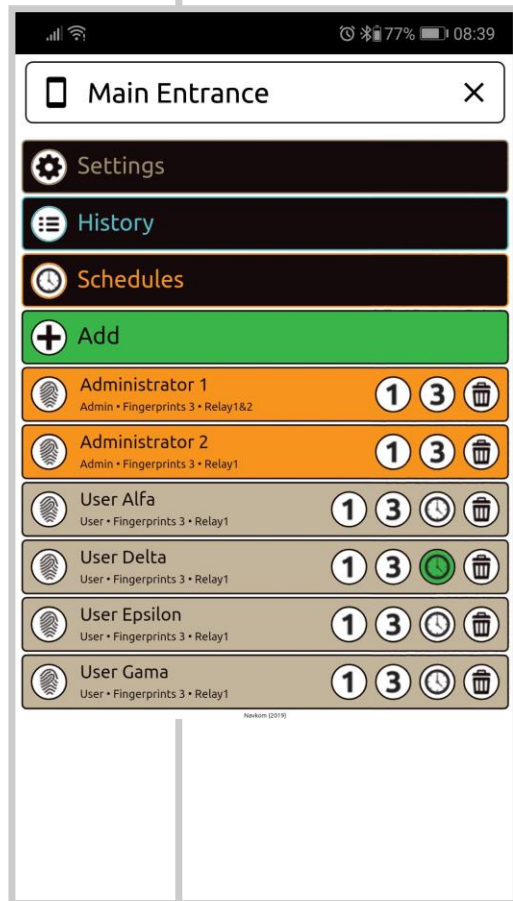 77% 08:39
Main Entrance
Settings
History
Schedules
Add
Administrator 1
Admin • Fingerprints 3 • Relay1&2
1 3
Administrator 2
Admin • Fingerprints 3 • Relay1
1 3
User Alfa
User • Fingerprints 3 • Relay1
1 3
User Delta
User • Fingerprints 3 • Relay1
1 3
User Epsilon
User • Fingerprints 3 • Relay1
1 3
User Gama
User • Fingerprints 3 • Relay1
1 3
Navkom (2019)